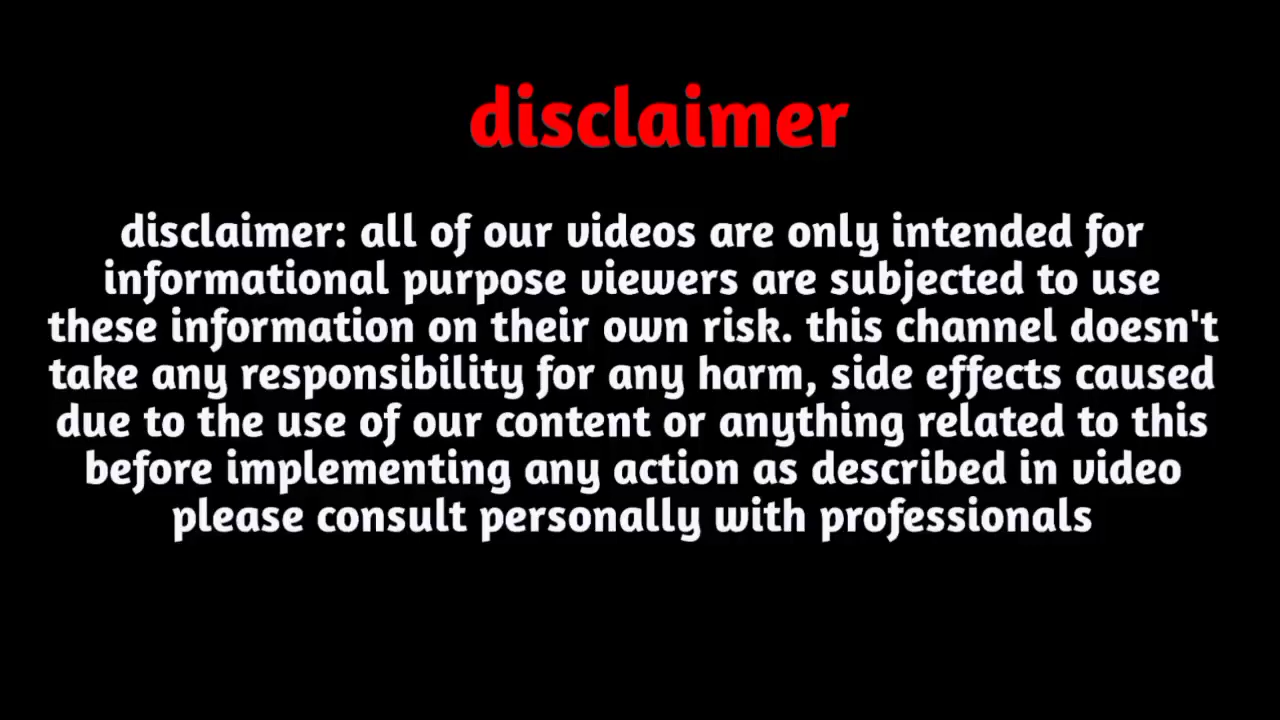 disclaimer
disclaimer: all of our videos are only intended for
informational purpose viewers are subjected to use
these information on their own risk. this channel doesn't
take any responsibility for any harm, side effects caused
due to the use of our content or anything related to this
before implementing any action as described in video
please consult personally with professionals